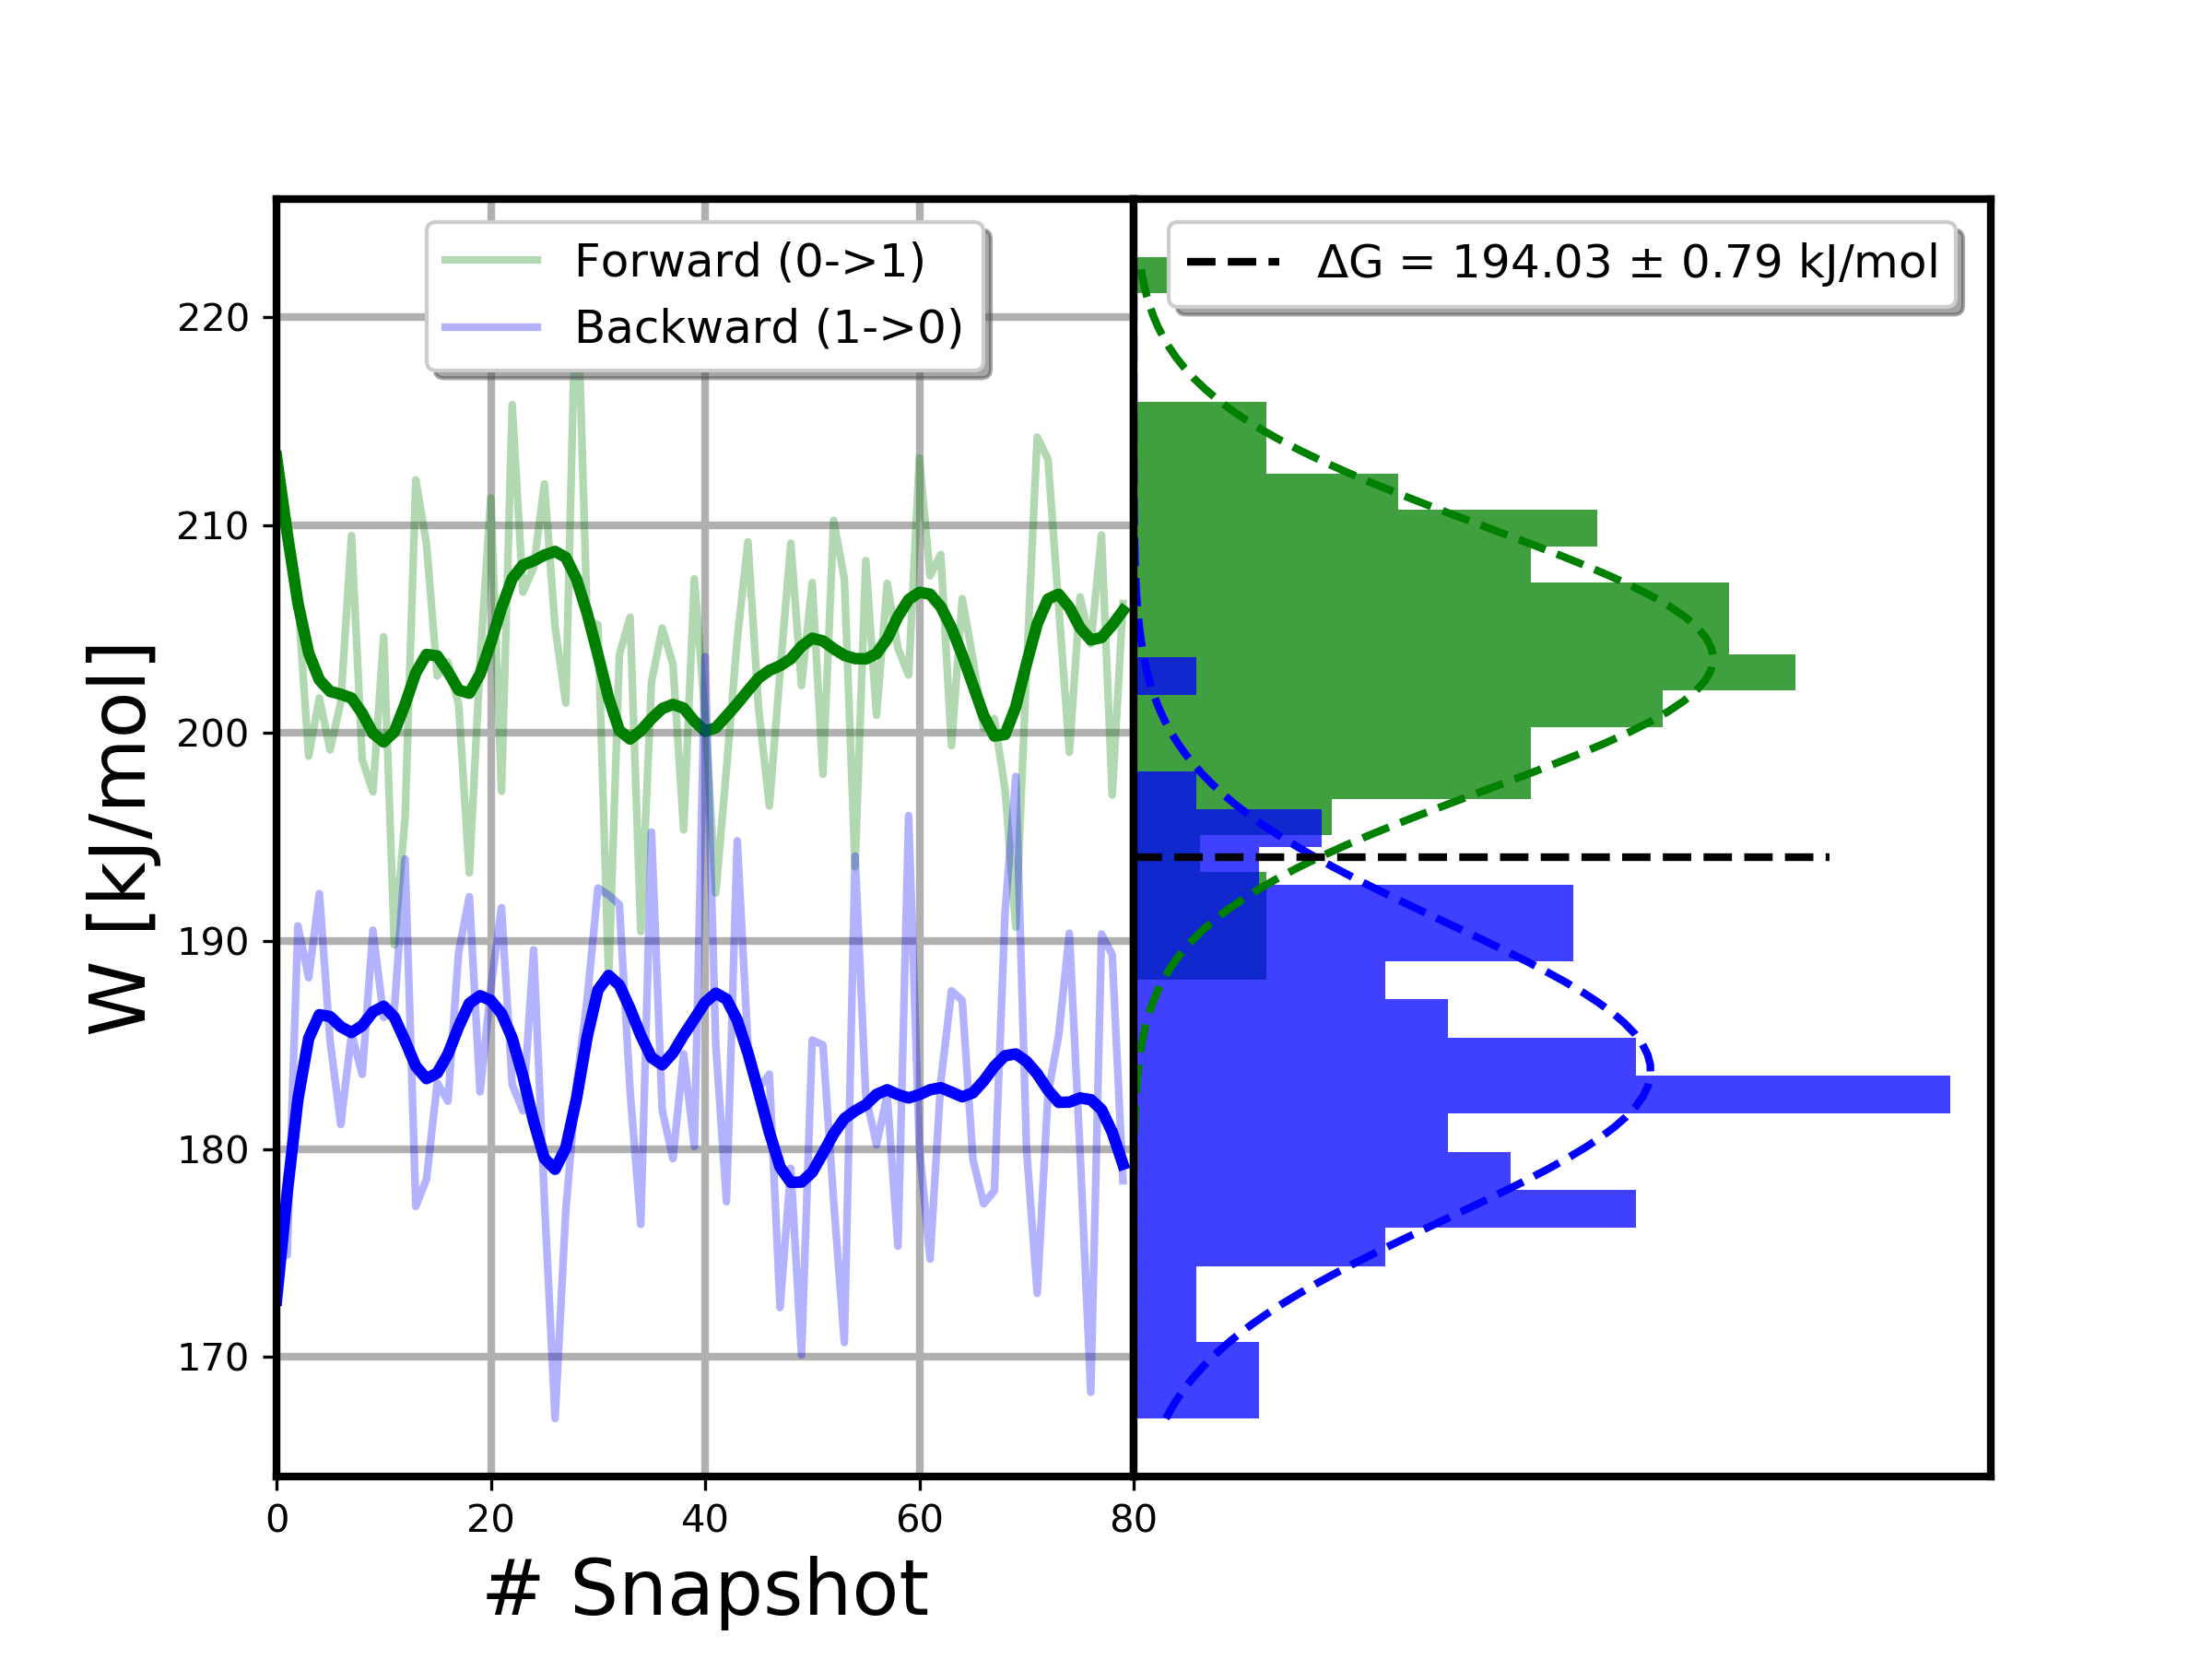 Forward (0->1)
Backward (1->0)
ΔG = 194.03 ± 0.79 kJ/mol
220
210
200
190
180
170
W [kJ/mol]
0 20 40 60 80
# Snapshot